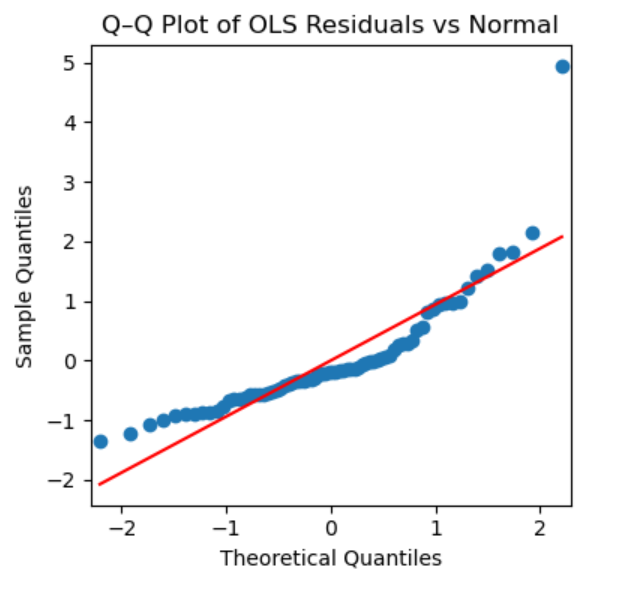 Q–Q Plot of OLS Residuals vs Normal
Sample Quantiles
5
4
3
2
1
0
−1
−2
−2 −1 0 1 2
Theoretical Quantiles